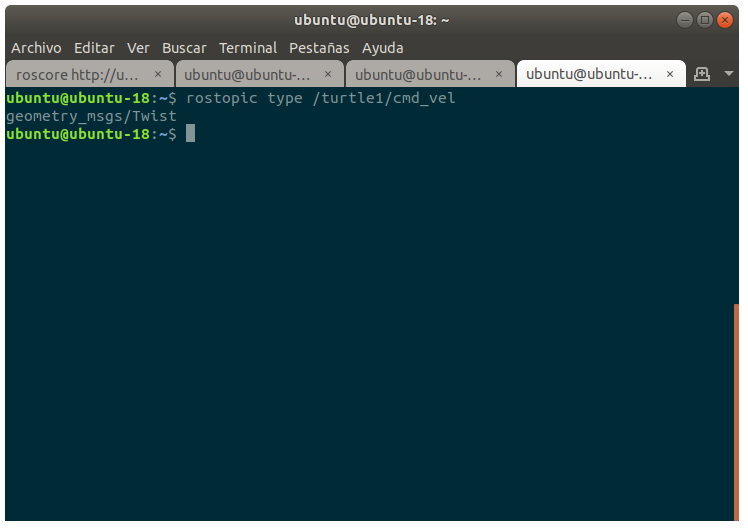 ubuntu@ubuntu-18: ~
Archivo Editar Ver Buscar Terminal Pestañas Ayuda
roscore http://u... × ubuntu@ubuntu-... × ubuntu@ubuntu-... × ubuntu@ubuntu-... ×
ubuntu@ubuntu-18:~$ rostopic type /turtle1/cmd_vel
geometry_msgs/Twist
ubuntu@ubuntu-18:~$